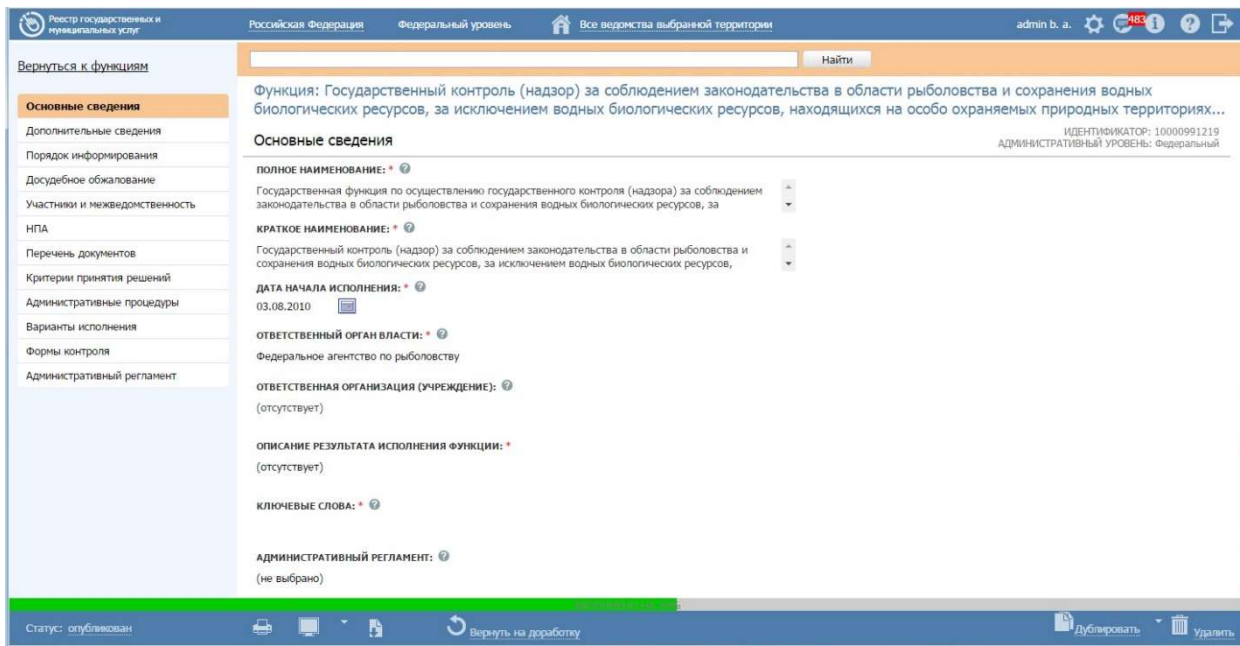 Реестр государственных и
муниципальных услуг
Российская Федерация
Федеральный уровень
Все ведомства выбранной территории
admin b. a.
483
Вернуться к функциям
Найти
Основные сведения
Дополнительные сведения
Порядок информирования
Досудебное обжалование
Участники и межведомственность
НПА
Перечень документов
Критерии принятия решений
Административные процедуры
Варианты исполнения
Формы контроля
Административный регламент
Функция: Государственный контроль (надзор) за соблюдением законодательства в области рыболовства и сохранения водных
биологических ресурсов, за исключением водных биологических ресурсов, находящихся на особо охраняемых природных территориях...
Основные сведения
ИДЕНТИФИКАТОР: 10000991219
АДМИНИСТРАТИВНЫЙ УРОВЕНЬ: Федеральный
ПОЛНОЕ НАИМЕНОВАНИЕ: *
Государственная функция по осуществлению государственного контроля (надзора) за соблюдением
законодательства в области рыболовства и сохранения водных биологических ресурсов, за
КРАТКОЕ НАИМЕНОВАНИЕ: *
Государственный контроль (надзор) за соблюдением законодательства в области рыболовства и
сохранения водных биологических ресурсов, за исключением водных биологических ресурсов,
ДАТА НАЧАЛА ИСПОЛНЕНИЯ: *
03.08.2010
ОТВЕТСТВЕННЫЙ ОРГАН ВЛАСТИ: *
Федеральное агентство по рыболовству
ОТВЕТСТВЕННАЯ ОРГАНИЗАЦИЯ (УЧРЕЖДЕНИЕ):
(отсутствует)
ОПИСАНИЕ РЕЗУЛЬТАТА ИСПОЛНЕНИЯ ФУНКЦИИ: *
(отсутствует)
КЛЮЧЕВЫЕ СЛОВА: *
АДМИНИСТРАТИВНЫЙ РЕГЛАМЕНТ:
(не выбрано)
Статус: опубликован
Вернуть на доработку
Дублировать
Удалить